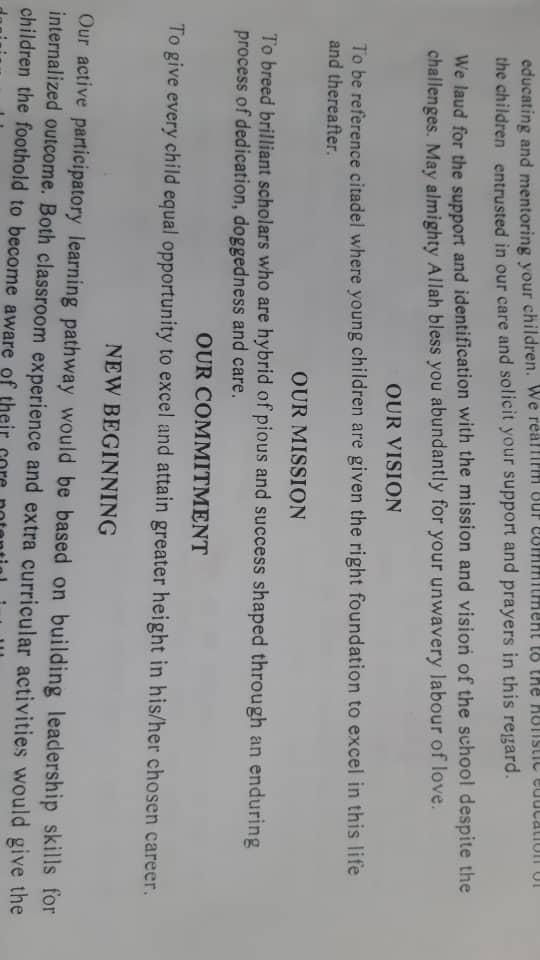 educating and mentoring your children. We reaffirm our commitment to the holistic education of
the children entrusted in our care and solicit your support and prayers in this regard.
We laud for the support and identification with the mission and vision of the school despite the
challenges. May almighty Allah bless you abundantly for your unwavery labour of love.
OUR VISION
To be reference citadel where young children are given the right foundation to excel in this life
and thereafter.
OUR MISSION
To breed brilliant scholars who are hybrid of pious and success shaped through an enduring
process of dedication, doggedness and care.
OUR COMMITMENT
To give every child equal opportunity to excel and attain greater height in his/her chosen career.
NEW BEGINNING
Our active participatory learning pathway would be based on building leadership skills for
internalized outcome. Both classroom experience and extra curricular activities would give the
children the foothold to become aware of their core potential